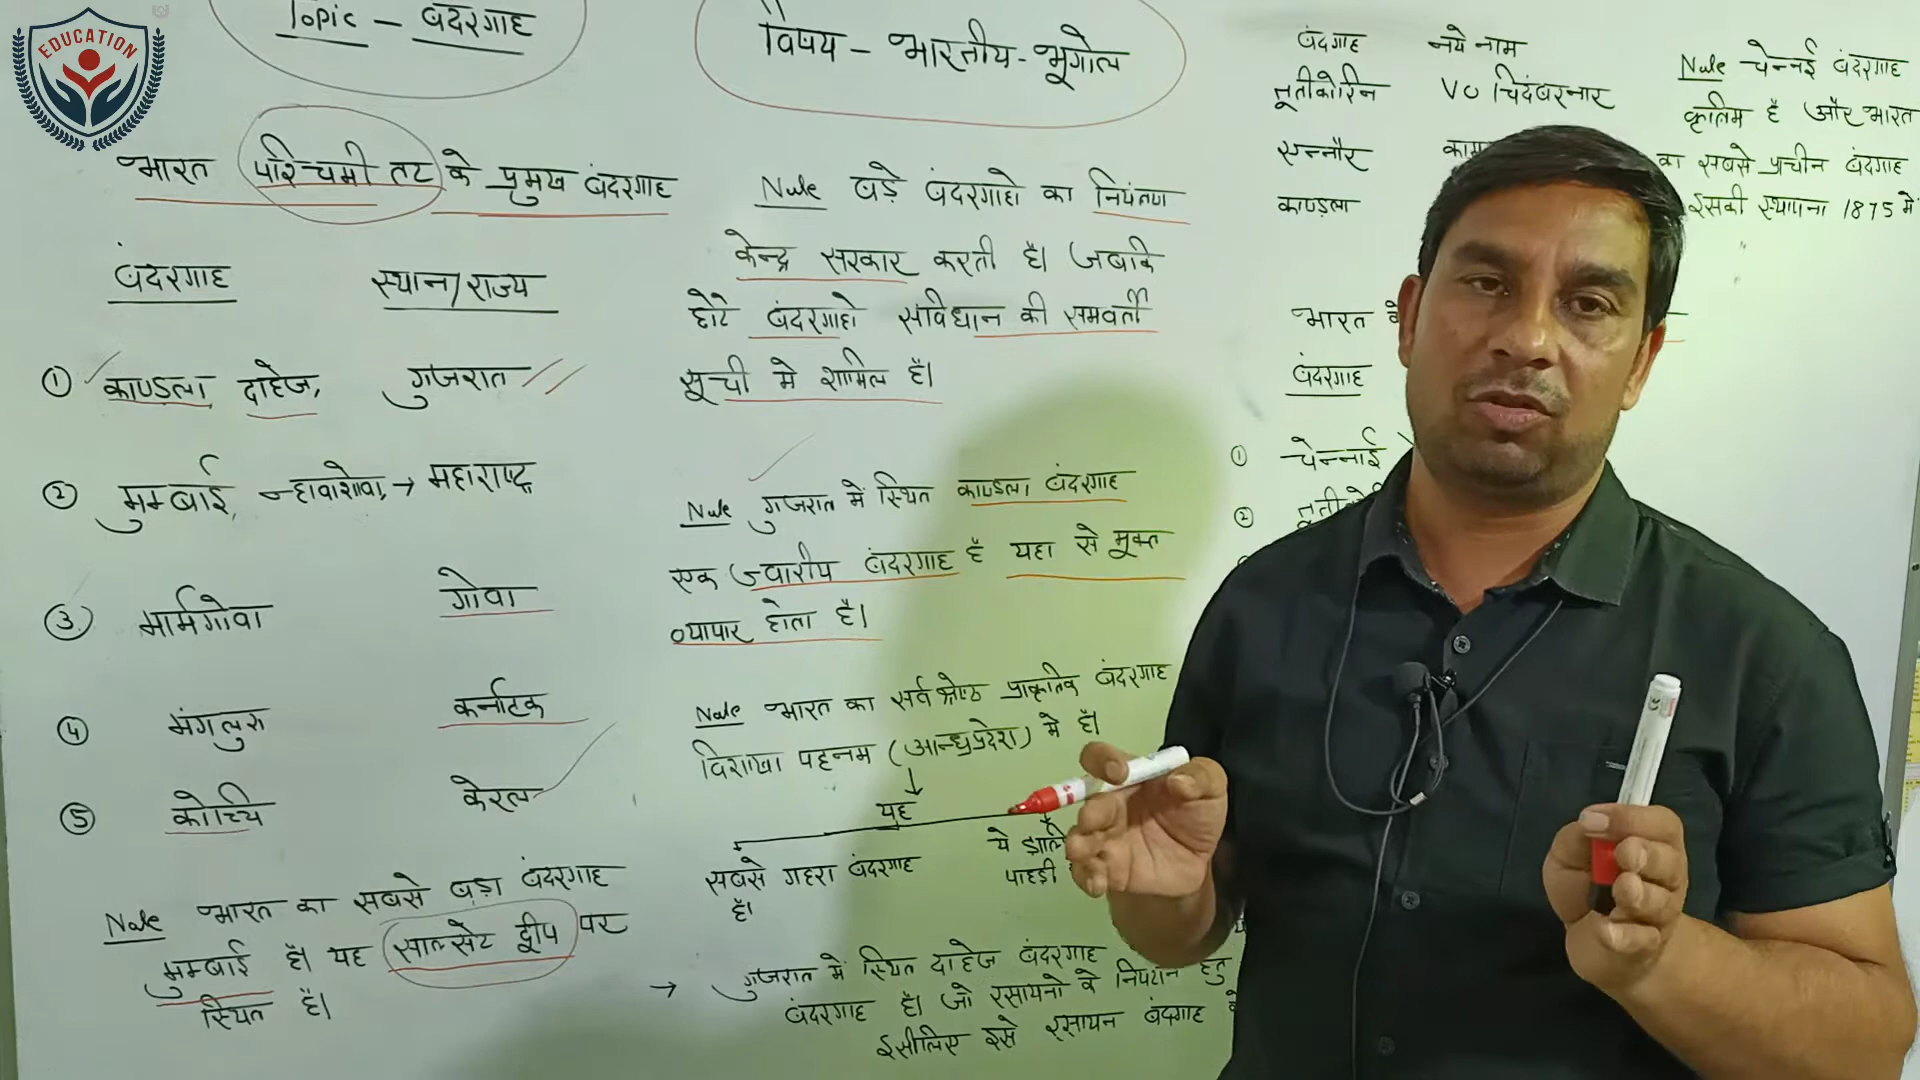 EDUCATION
Topic - बंदरगाह
विषय - भारतीय - भूगोल
भारत पश्चिमी तट के प्रमुख बंदरगाह
बंदरगाह स्थान/राज्य
① काण्डला दाहेज, गुजरात
② मुम्बाई, न्हावाशेवा, → महाराष्ट्र
③ मार्मगोवा गोवा
④ मंगलुरु कर्नाटक
⑤ कोच्चि केरल
Note भारत का सबसे बड़ा बंदरगाह
मुम्बाई है। यह साल्सेट द्वीप पर
स्थित है।
Note बड़े बंदरगाहो का नियंत्रण
केन्द्र सरकार करती है। जबकि
छोटे बंदरगाहो संविधान की समवर्ती
सूची मे शामिल है।
Note गुजरात में स्थित काण्डला बंदरगाह
एक ज्वारीय बंदरगाह है यहा से मुक्त
व्यापार होता है।
Note भारत का सर्वश्रेष्ठ प्राकृतिक बंदरगाह
विशाखा पट्टनम (आन्ध्रप्रदेश) मे है।
↓
यह
सबसे गहरा बंदरगाह
है।
ये
पाहड़ी
→ गुजरात में स्थित दाहेज बंदरगाह
बंदरगाह है। जो रसायनो के निपटान हेतु
इसीलिए इसे रसायन बंदगाह
बंदगाह नये नाम
तूतीकोरिन VO चिदंबरनार
एन्नौर काम
काण्डला
Note चेन्नई बंदरगाह
कृत्रिम है और भारत
का सबसे प्रचीन बंदरगाह
इसकी स्थापना 1875 मे
भारत के
बंदरगाह
① चेन्नाई
② तूतीको